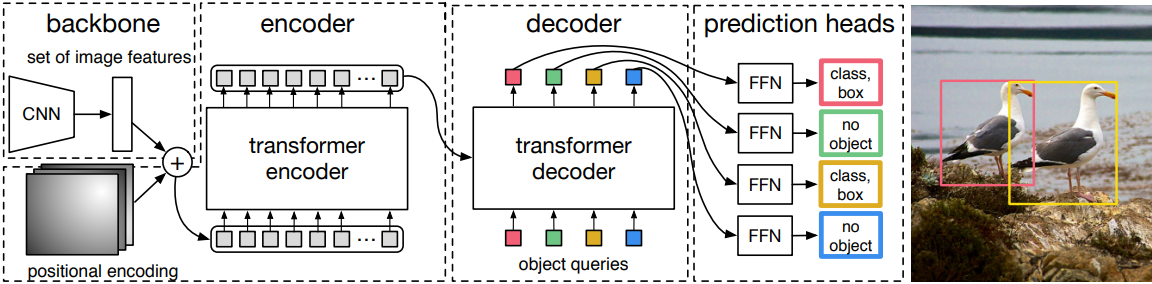 backbone
set of image features
CNN
+
positional encoding
encoder
...
transformer
encoder
...
decoder
transformer
decoder
object queries
prediction heads
FFN
class,
box
FFN
no
object
FFN
class,
box
FFN
no
object